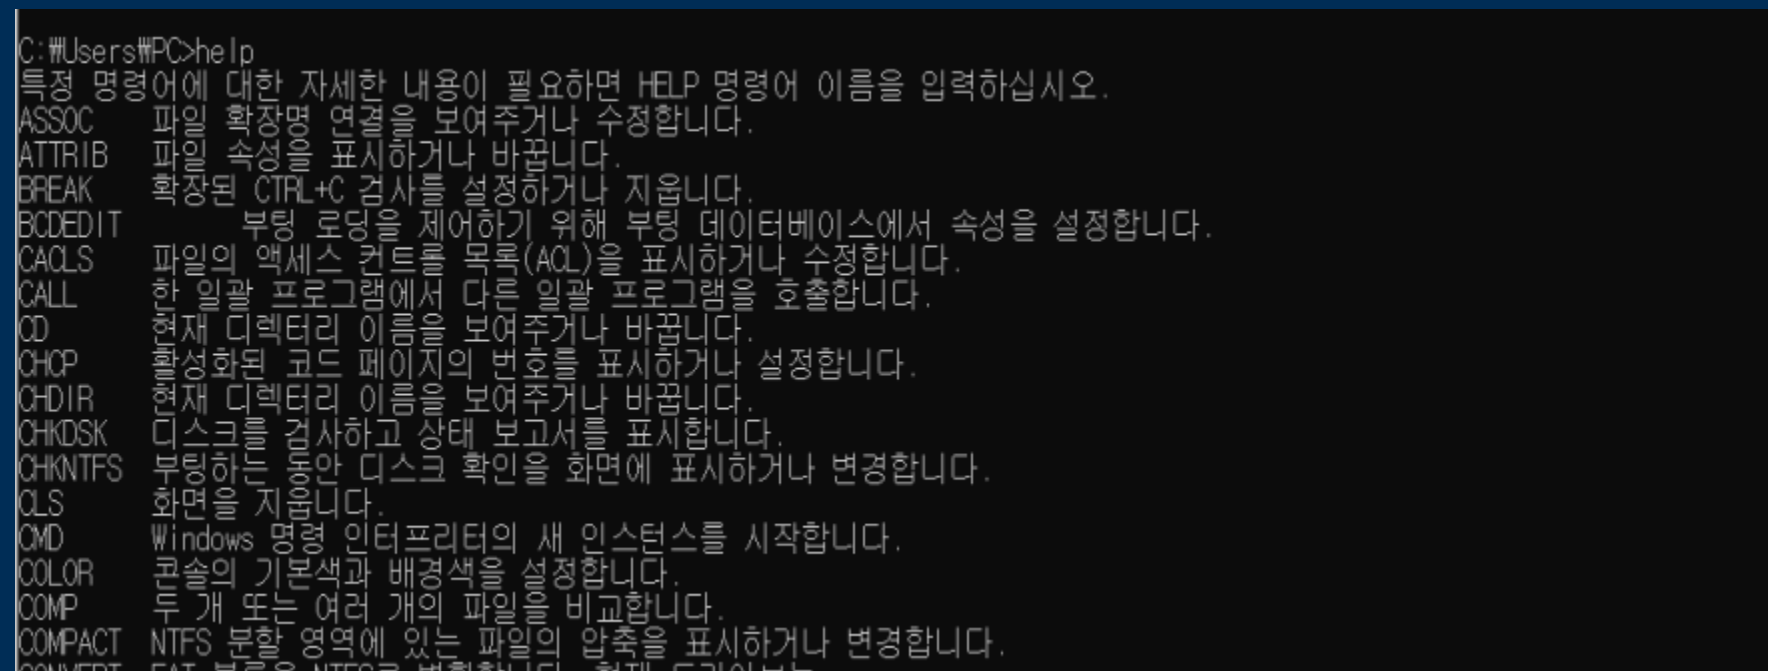 C:₩Users₩PC>help
특정 명령어에 대한 자세한 내용이 필요하면 HELP 명령어 이름을 입력하십시오.
ASSOC 파일 확장명 연결을 보여주거나 수정합니다.
ATTRIB 파일 속성을 표시하거나 바꿉니다.
BREAK 확장된 CTRL+C 검사를 설정하거나 지웁니다.
BCDEDIT 부팅 로딩을 제어하기 위해 부팅 데이터베이스에서 속성을 설정합니다.
CACLS 파일의 액세스 컨트롤 목록(ACL)을 표시하거나 수정합니다.
CALL 한 일괄 프로그램에서 다른 일괄 프로그램을 호출합니다.
CD 현재 디렉터리 이름을 보여주거나 바꿉니다.
CHCP 활성화된 코드 페이지의 번호를 표시하거나 설정합니다.
CHDIR 현재 디렉터리 이름을 보여주거나 바꿉니다.
CHKDSK 디스크를 검사하고 상태 보고서를 표시합니다.
CHKNTFS 부팅하는 동안 디스크 확인을 화면에 표시하거나 변경합니다.
CLS 화면을 지웁니다.
CMD Windows 명령 인터프리터의 새 인스턴스를 시작합니다.
COLOR 콘솔의 기본색과 배경색을 설정합니다.
COMP 두 개 또는 여러 개의 파일을 비교합니다.
COMPACT NTFS 분할 영역에 있는 파일의 압축을 표시하거나 변경합니다.